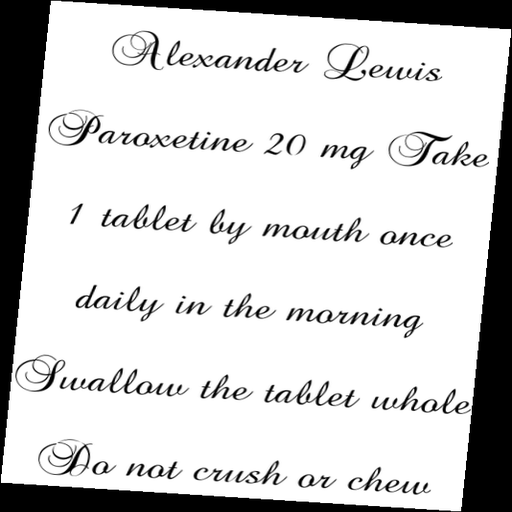 Alexander Lewis
Paroxetine 20 mg Take
1 tablet by mouth once
daily in the morning
Swallow the tablet whole
Do not crush or chew